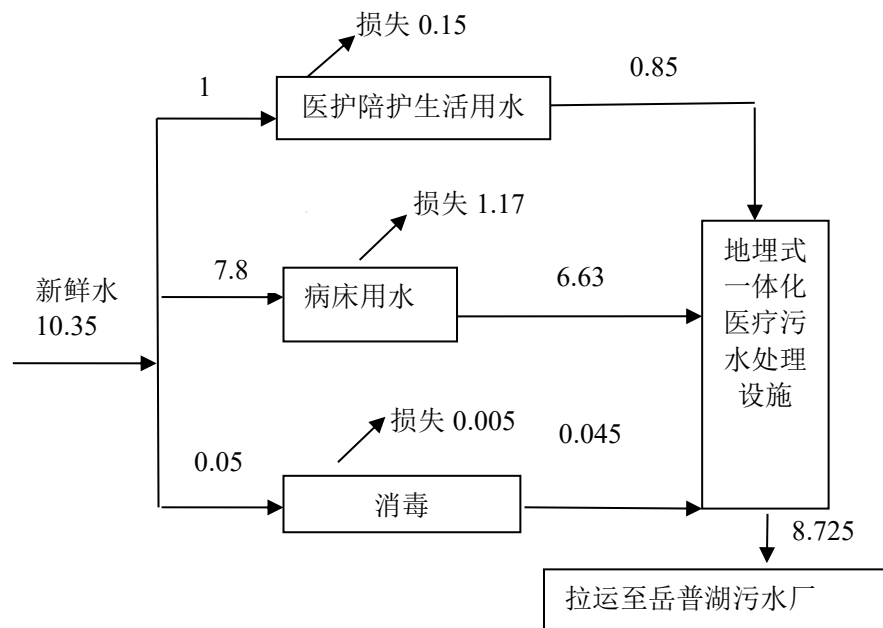 损失 0.15
1
0.85
医护陪护生活用水
损失 1.17
7.8
6.63
新鲜水
10.35
病床用水
地埋式
一体化
医疗污
水处理
设施
损失 0.005
0.05
0.045
消毒
8.725
拉运至岳普湖污水厂